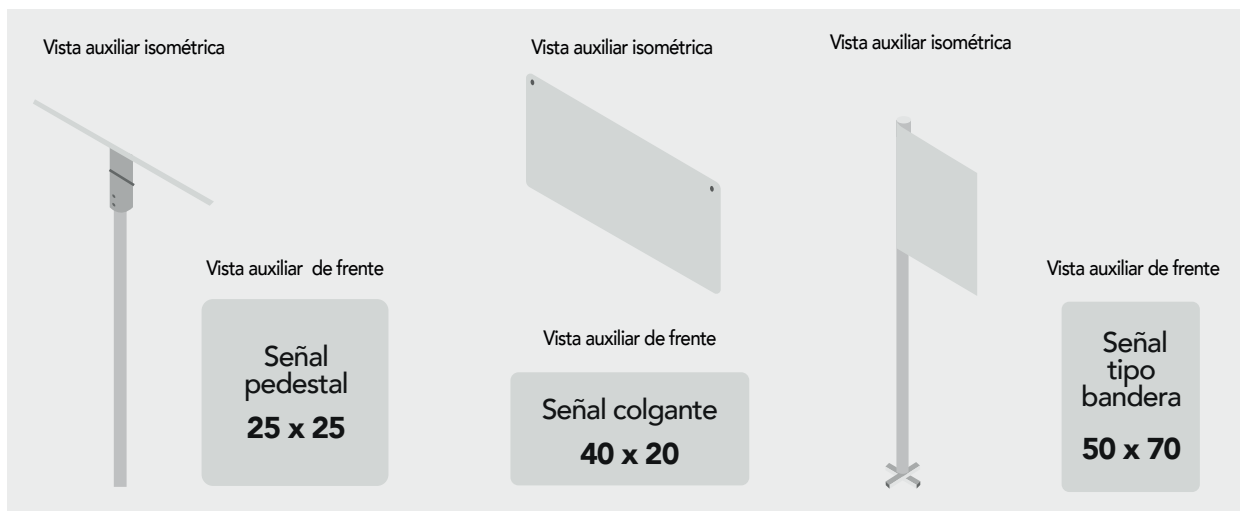 Vista auxiliar isométrica
Vista auxiliar de frente
Señal
pedestal
25 x 25
Vista auxiliar isométrica
Vista auxiliar de frente
Señal colgante
40 x 20
Vista auxiliar isométrica
Vista auxiliar de frente
Señal
tipo
bandera
50 x 70